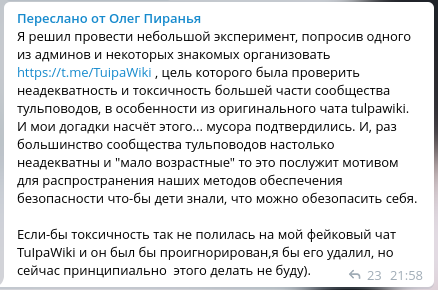 Переслано от Олег Пиранья
Я решил провести небольшой эксперимент, попросив одного
из админов и некоторых знакомых организовать
https://t.me/TuipaWiki , цель которого была проверить
неадекватность и токсичность большей части сообщества
тульповодов, в особенности из оригинального чата tulpawiki.
И мои догадки насчёт этого... мусора подтвердились. И, раз
большинство сообщества тульповодов настолько
неадекватны и "мало возрастные" то это послужит мотивом
для распространения наших методов обеспечения
безопасности что-бы дети знали, что можно обезопасить себя.
Если-бы токсичность так не полилась на мой фейковый чат
TuIpaWiki и он был бы проигнорирован,я бы его удалил, но
сейчас принципиально этого делать не буду).
23 21:58